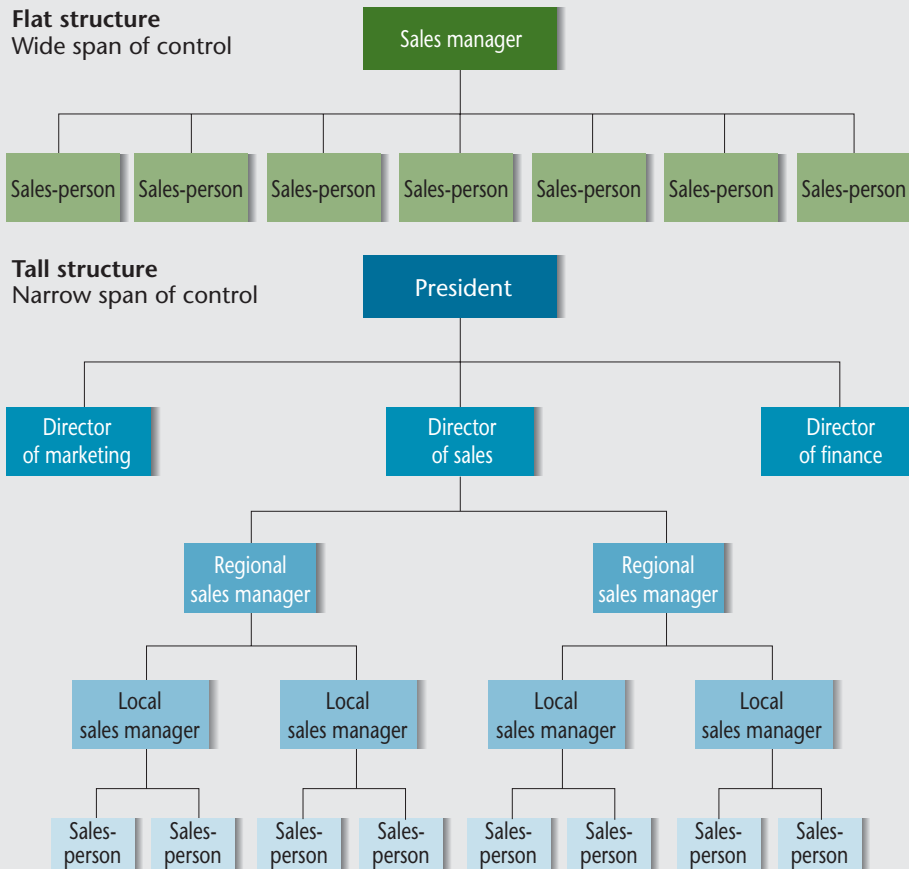 Flat structure
Wide span of control
Sales manager
Sales-person Sales-person Sales-person Sales-person Sales-person Sales-person Sales-person
Tall structure
Narrow span of control
President
Director
of marketing
Director
of sales
Director
of finance
Regional
sales manager
Regional
sales manager
Local
sales manager
Local
sales manager
Local
sales manager
Local
sales manager
Sales-
person
Sales-
person
Sales-
person
Sales-
person
Sales-
person
Sales-
person
Sales-
person
Sales-
person